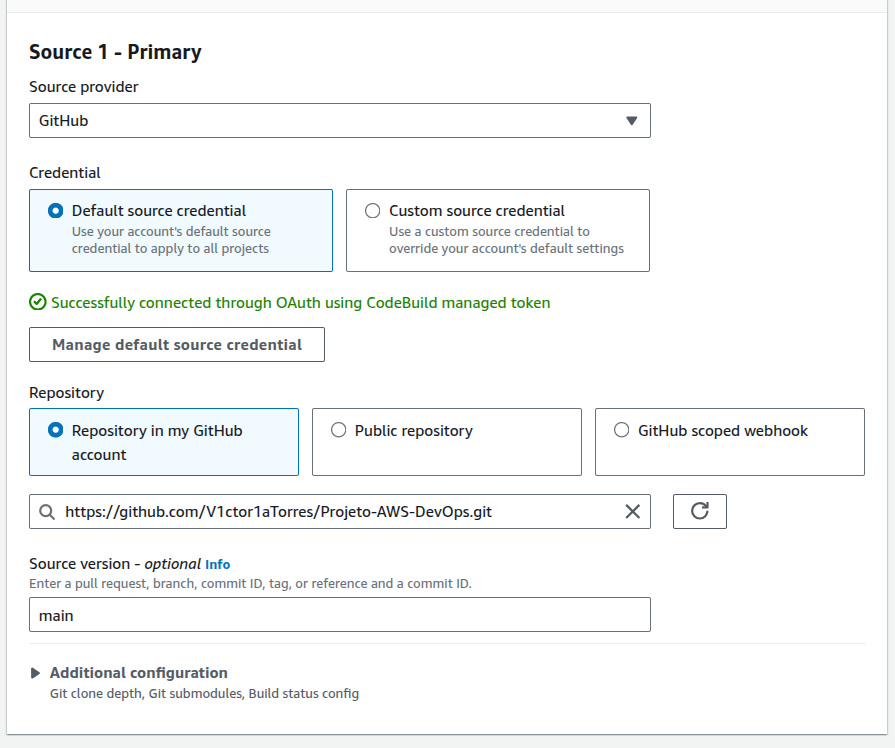 Source 1 - Primary
Source provider
GitHub
Credential
Default source credential
Use your account's default source
credential to apply to all projects
Custom source credential
Use a custom source credential to
override your account's default settings
Successfully connected through OAuth using CodeBuild managed token
Manage default source credential
Repository
Repository in my GitHub
account
Public repository
GitHub scoped webhook
https://github.com/V1ctor1aTorres/Projeto-AWS-DevOps.git
Source version - optional Info
Enter a pull request, branch, commit ID, tag, or reference and a commit ID.
main
Additional configuration
Git clone depth, Git submodules, Build status config